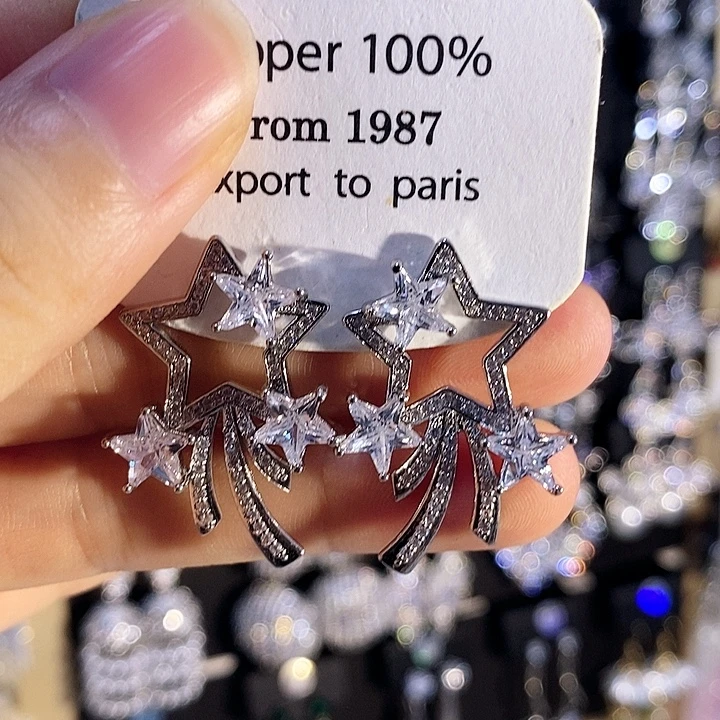 pper 100%
rom 1987
xport to paris